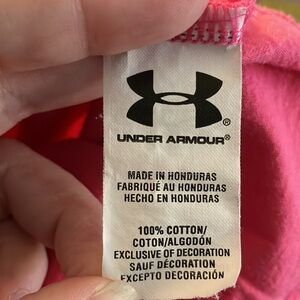 UNDER ARMOUR®
MADE IN HONDURAS
FABRIQUÉ AU HONDURAS
HECHO EN HONDURAS
100% COTTON/
COTON/ALGODÓN
EXCLUSIVE OF DECORATION
SAUF DÉCORATION
EXCEPTO DECORACIÓN